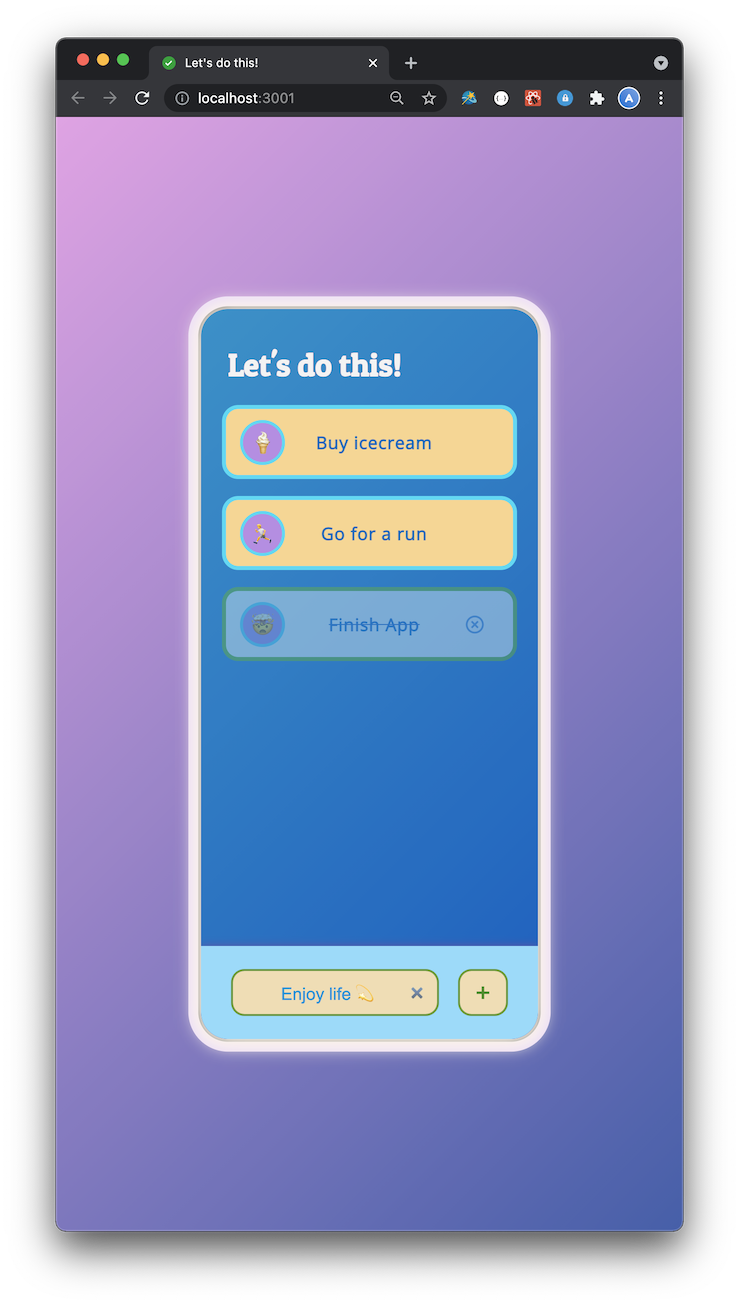 Let's do this!
localhost:3001
A
Let's do this!
Buy icecream
Go for a run
Finish App
Enjoy life 💫
+